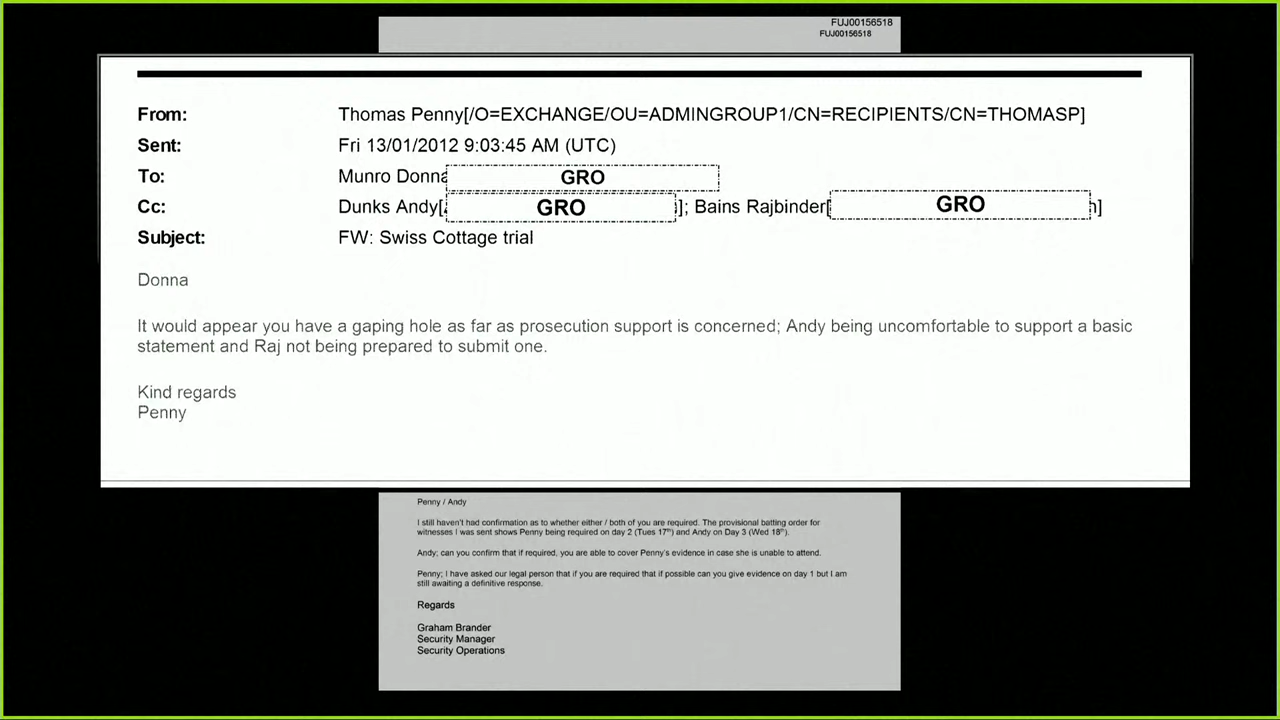 FUJ00156518
FUJ00156518
From: Thomas Penny[/O=EXCHANGE/OU=ADMINGROUP1/CN=RECIPIENTS/CN=THOMASP]
Sent: Fri 13/01/2012 9:03:45 AM (UTC)
To: Munro Donna GRO
Cc: Dunks Andy[ GRO ]; Bains Rajbinder[ GRO ]
Subject: FW: Swiss Cottage trial
Donna
It would appear you have a gaping hole as far as prosecution support is concerned; Andy being uncomfortable to support a basic
statement and Raj not being prepared to submit one.
Kind regards
Penny
Penny / Andy
I still haven't had confirmation as to whether either / both of you are required. The provisional batting order for
witnesses I was sent shows Penny being required on day 2 (Tues 17th) and Andy on Day 3 (Wed 18th).
Andy; can you confirm that if required, you are able to cover Penny's evidence in case she is unable to attend.
Penny; I have asked our legal person that if you are required that if possible can you give evidence on day 1 but I am
still awaiting a definitive response.
Regards
Graham Brander
Security Manager
Security Operations